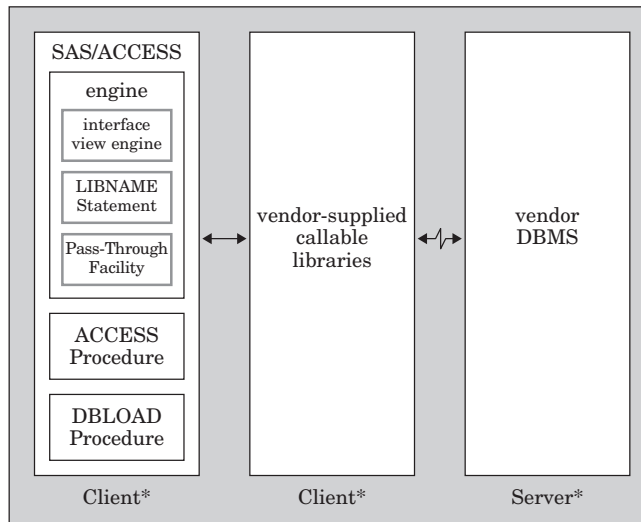 SAS/ACCESS
engine
interface
view engine
LIBNAME
Statement
Pass-Through
Facility
ACCESS
Procedure
DBLOAD
Procedure
Client*
vendor-supplied
callable
libraries
Client*
vendor
DBMS
Server*